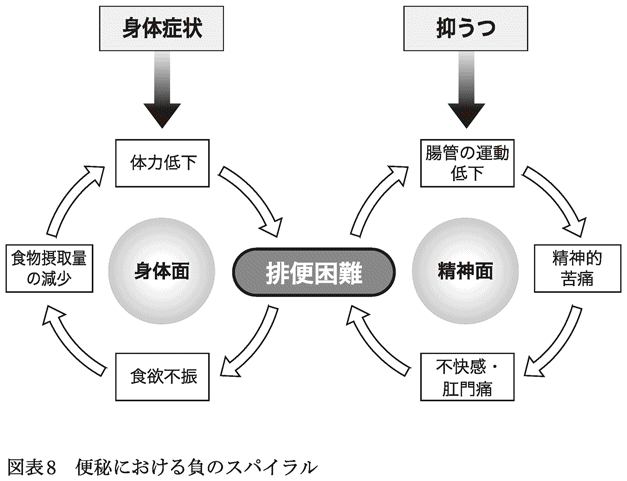 身体症状
抑うつ
体力低下
腸管の運動
低下
食物摂取量
の減少
身体面
排便困難
精神面
精神的
苦痛
食欲不振
不快感・
肛門痛
図表8 便秘における負のスパイラル